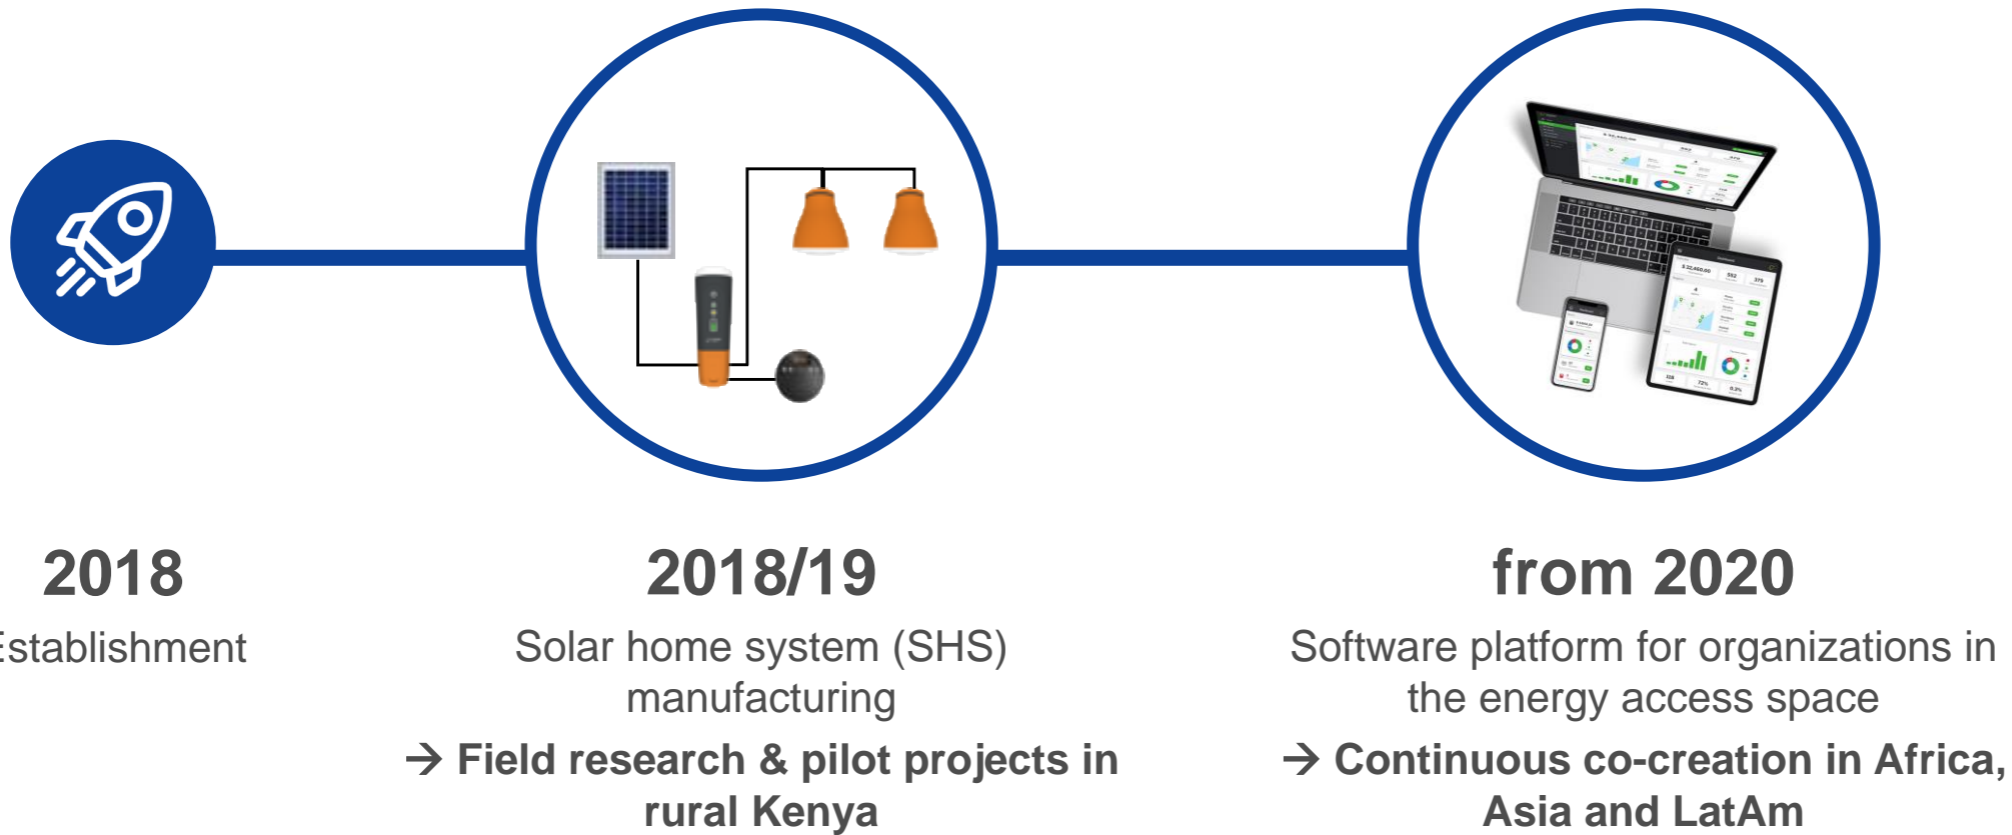 2018
Establishment
2018/19
Solar home system (SHS)
manufacturing
→ Field research & pilot projects in
rural Kenya
from 2020
Software platform for organizations in
the energy access space
→ Continuous co-creation in Africa,
Asia and LatAm